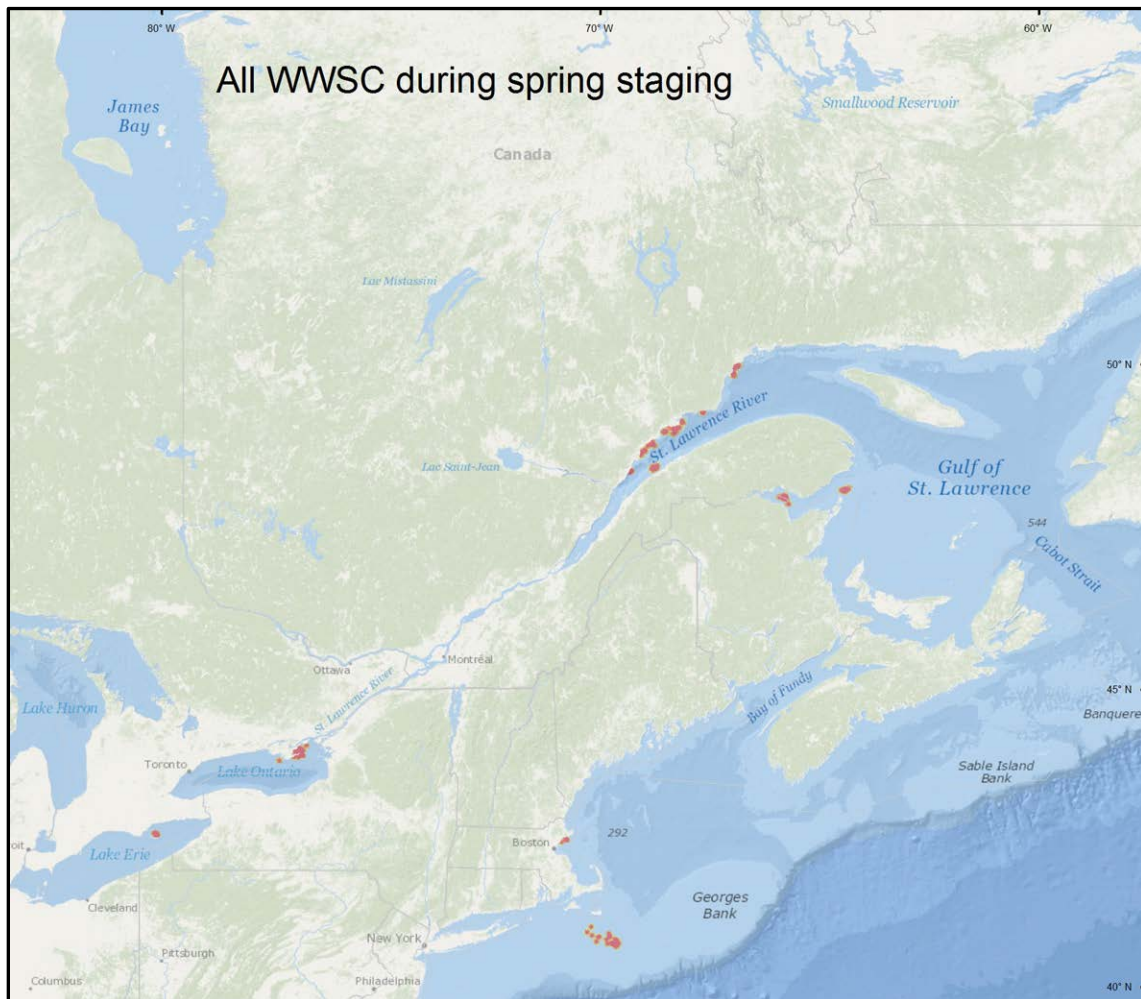 80° W
70° W
60° W
All WWSC during spring staging
James
Bay
Smallwood Reservoir
Canada
Lac Mistassini
50° N
St. Lawrence River
Lac Saint-Jean
Gulf of
St. Lawrence
544
Cabot Strait
Ottawa
Montréal
45° N
St. Lawrence River
Bay of Fundy
Lake Huron
Banquere
Toronto
Lake Ontario
Sable Island
Bank
292
Boston
oit
Lake Erie
Georges
Bank
Cleveland
New York
Pittsburgh
Columbus
Philadelphia
40° N